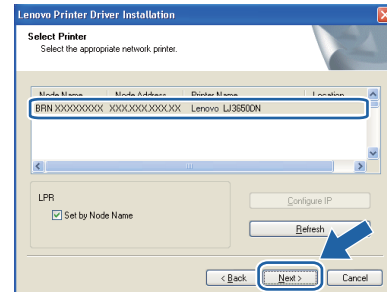 Lenovo Printer Driver Installation
Select Printer
Select the appropriate network printer.
Node Name Node Address Printer Name Location
BRN XXXXXXXX XXX.XXX.XXX.XX Lenovo LJ3650DN
LPR
Set by Node Name
Configure IP
Refresh
< Back Next > Cancel